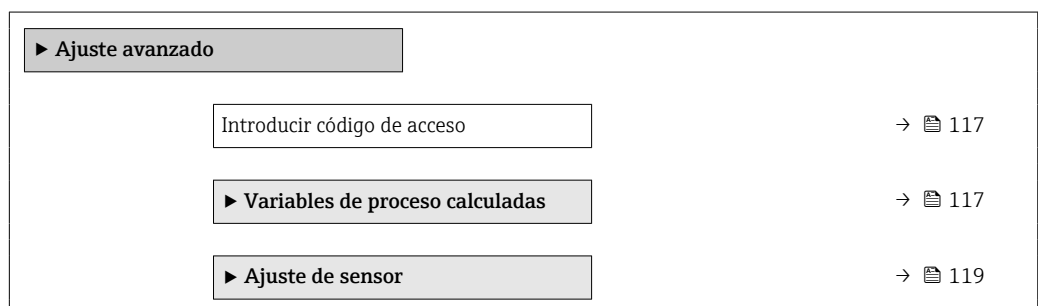 ▶ Ajuste avanzado
Introducir código de acceso → 🖹 117
▶ Variables de proceso calculadas → 🖹 117
▶ Ajuste de sensor → 🖹 119